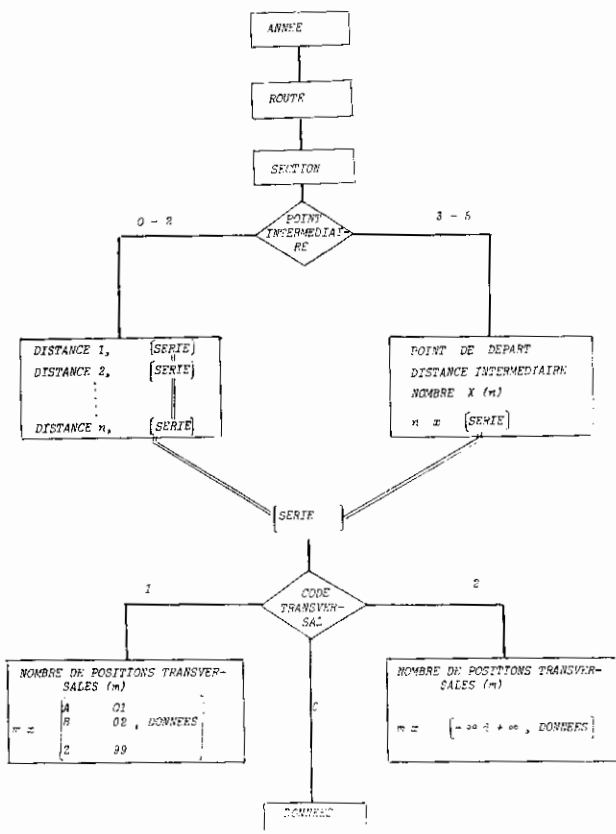 ANNEE
ROUTE
SECTION
POINT
INTERMEDIAI-
RE
0 - 2
3 - 5
DISTANCE 1, [SERIE]
DISTANCE 2, [SERIE]
DISTANCE n, [SERIE]
POINT DE DEPART
DISTANCE INTERMEDIAIRE
NOMBRE X (n)
n x [SERIE]
[SERIE ]
CODE
TRANSVER-
SAL
1
2
0
NOMBRE DE POSITIONS TRANSVER-
SALES (m)
A 01
m x B 02 , DONNEES
Z 99
NOMBRE DE POSITIONS TRANSVER-
SALES (m)
m x [- ∞ + ∞ , DONNEES]
DONNEES